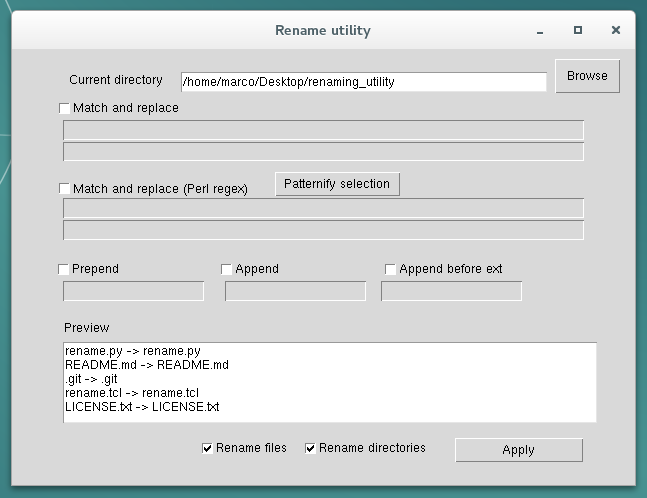 Rename utility
Current directory /home/marco/Desktop/renaming_utility Browse
Match and replace
Match and replace (Perl regex) Patternify selection
Prepend Append Append before ext
Preview
rename.py -> rename.py
README.md -> README.md
.git -> .git
rename.tcl -> rename.tcl
LICENSE.txt -> LICENSE.txt
Rename files Rename directories Apply